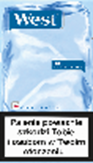 West
Palenie poważnie
szkodzi Tobie
i osobom w Twoim
otoczeniu